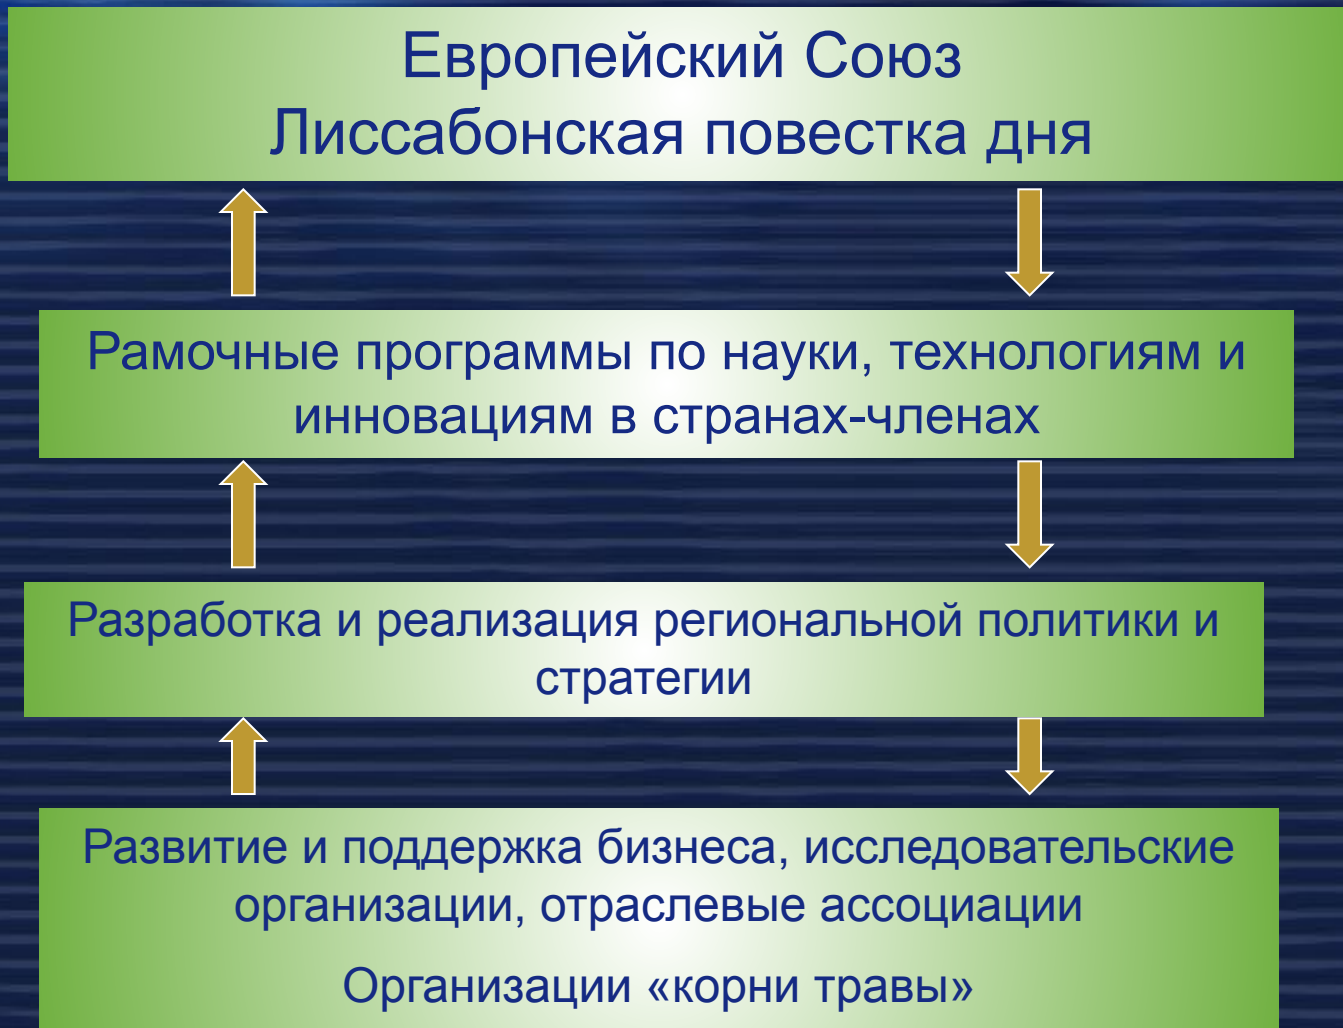 Европейский Союз
Лиссабонская повестка дня
Рамочные программы по науки, технологиям и
инновациям в странах-членах
Разработка и реализация региональной политики и
стратегии
Развитие и поддержка бизнеса, исследовательские
организации, отраслевые ассоциации
Организации «корни травы»